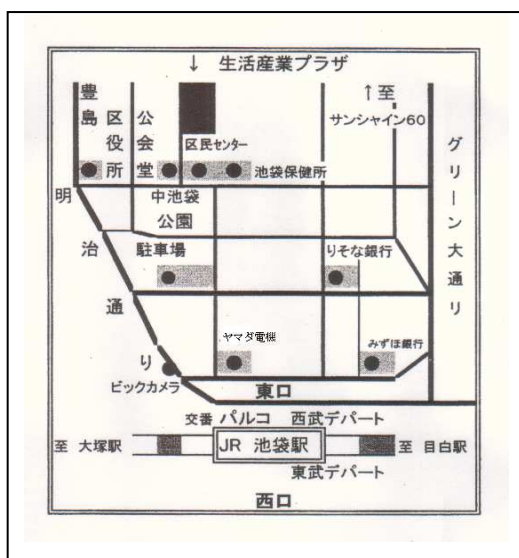 ↓ 生活産業プラザ
豊島区役所
公会堂
区民センター
↑至
サンシャイン60
池袋保健所
グリーン大通り
中池袋
公園
明治通り
駐車場
りそな銀行
ヤマダ電機
みずほ銀行
ビックカメラ
東口
交番 パルコ 西武デパート
至 大塚駅
JR 池袋駅
至 目白駅
東武デパート
西口